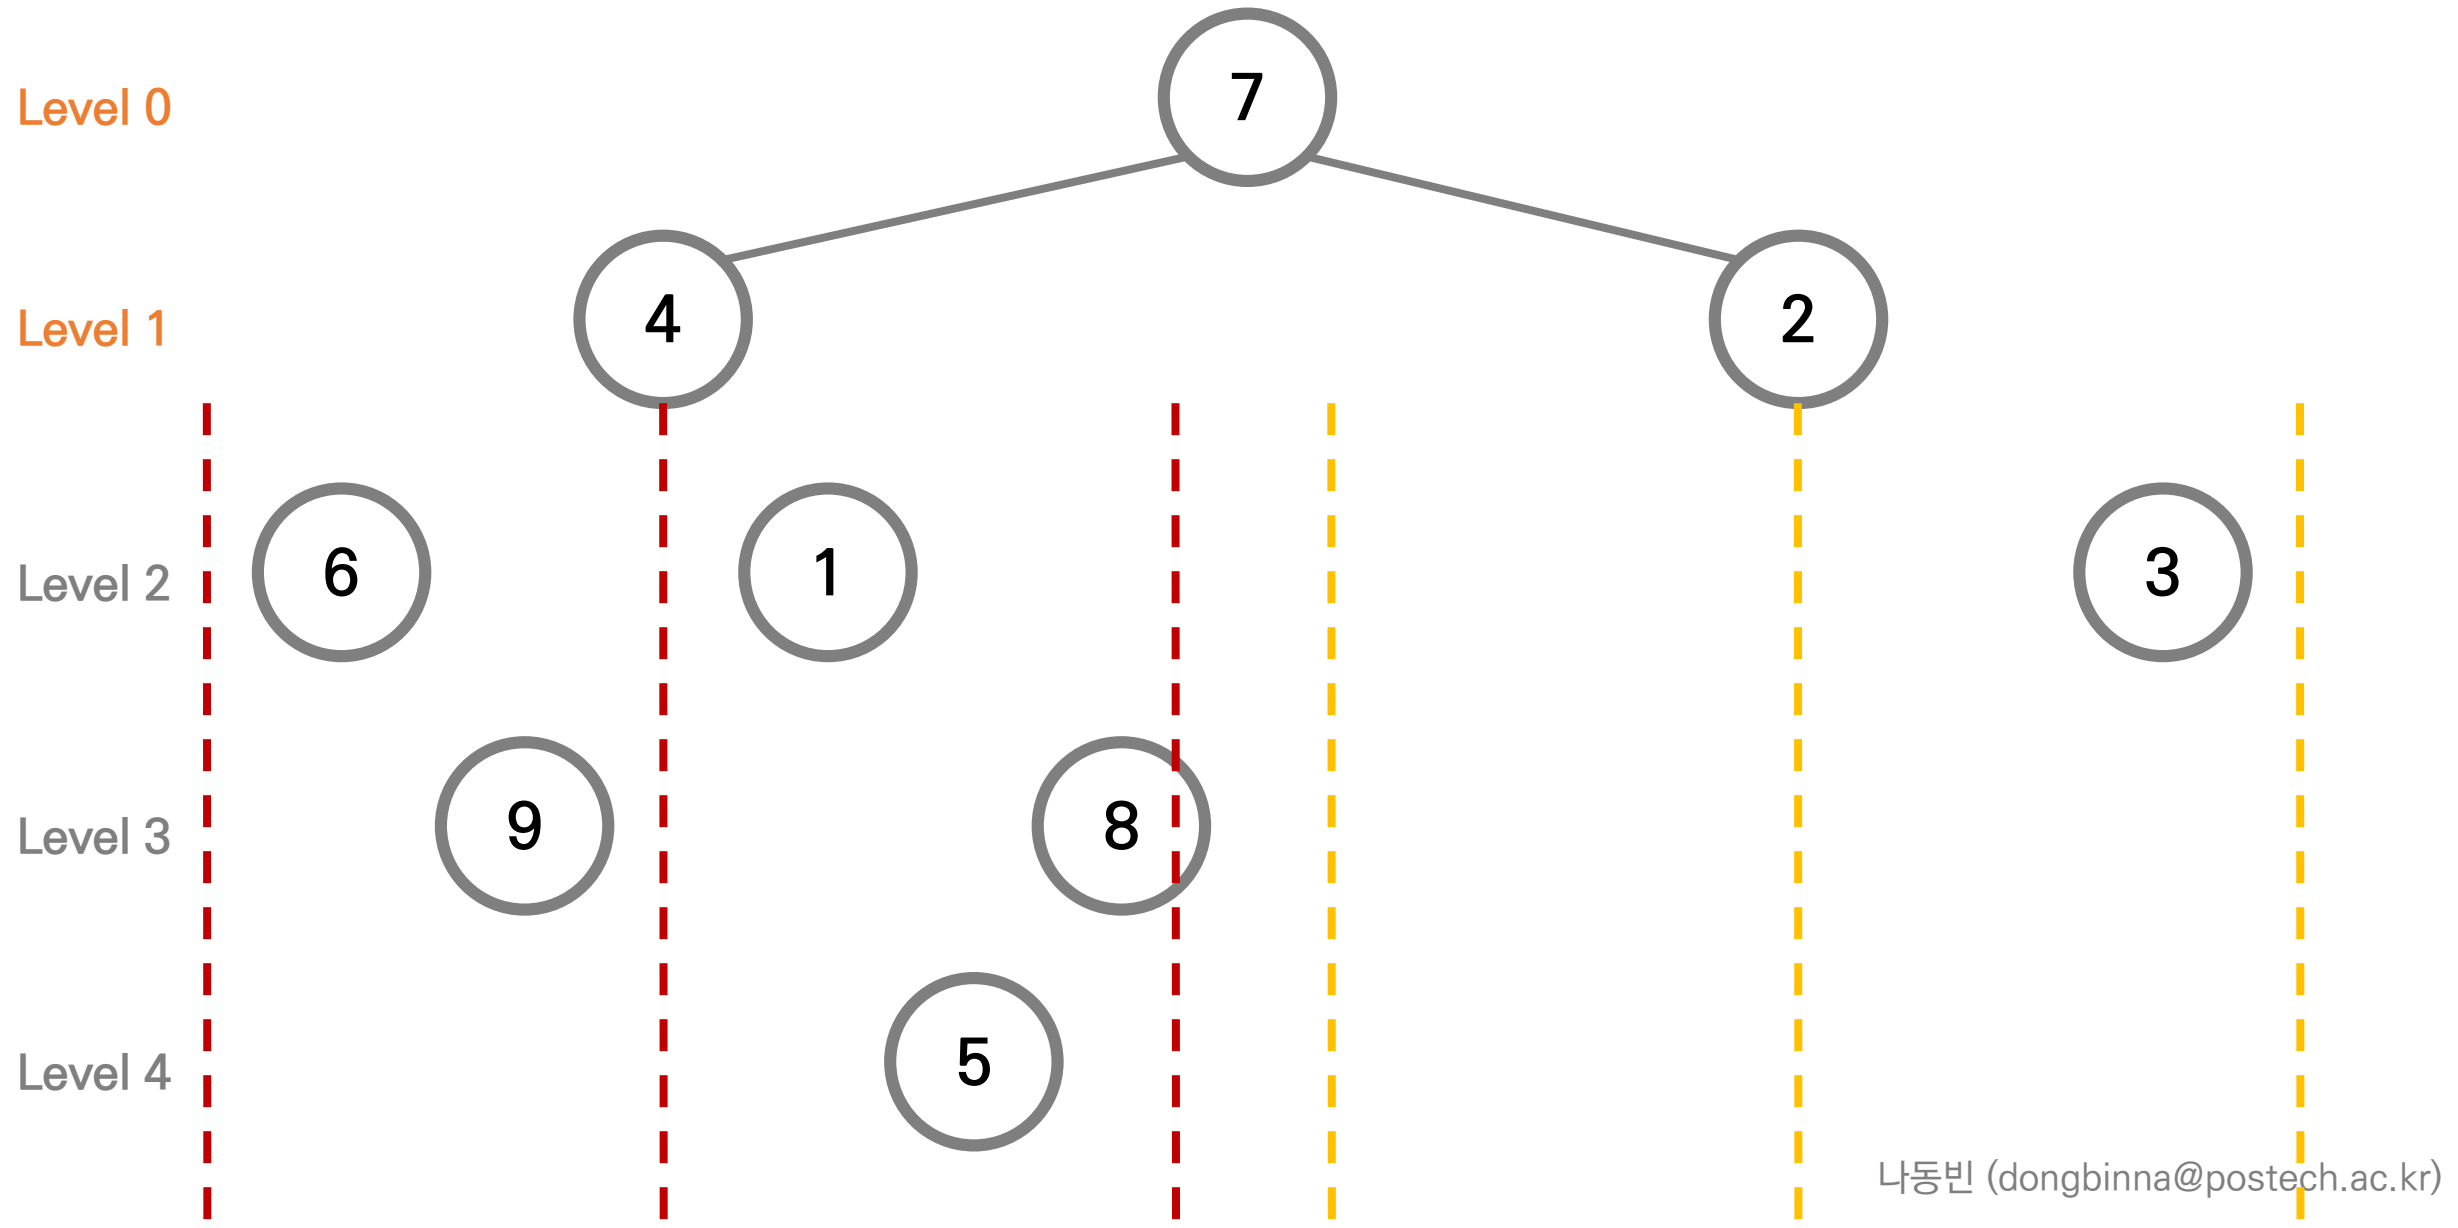 7
Level 0
4
2
Level 1
6
1
3
Level 2
9
8
Level 3
5
Level 4
나동빈 (dongbinna@postech.ac.kr)